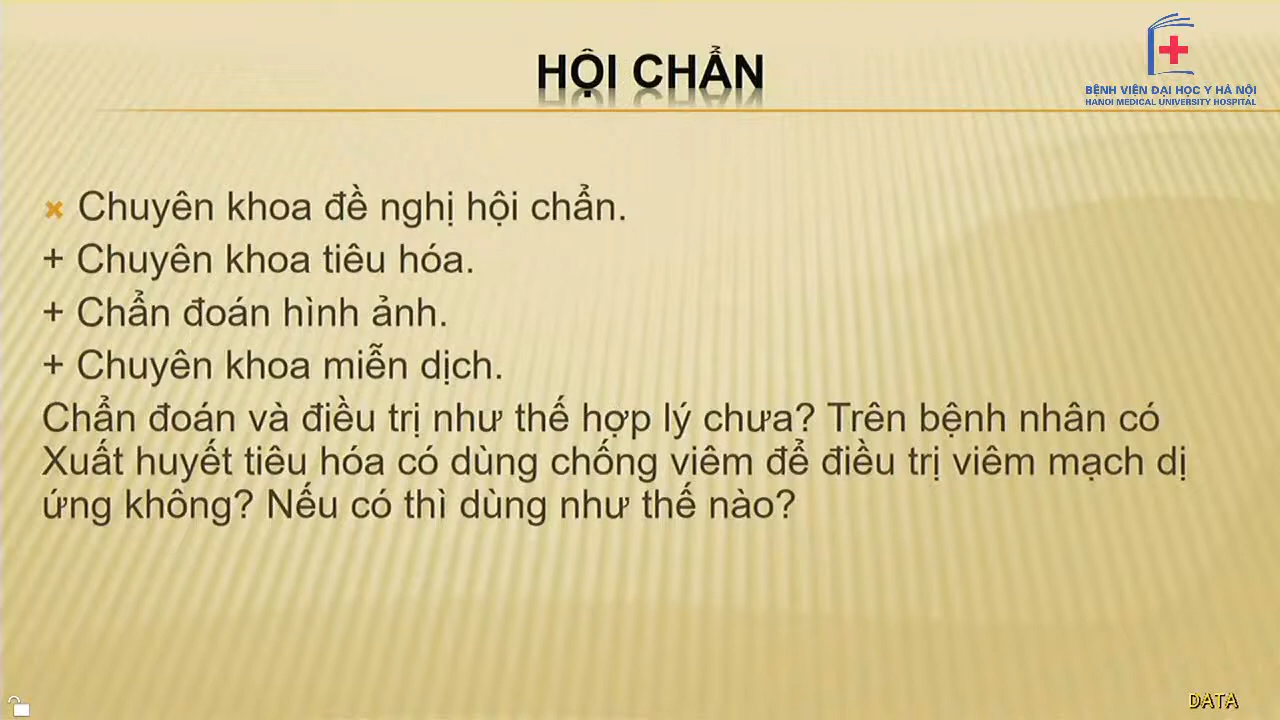 HỘI CHẨN
BỆNH VIỆN ĐẠI HỌC Y HÀ NỘI
HANOI MEDICAL UNIVERSITY HOSPITAL
Chuyên khoa đề nghị hội chẩn.
+ Chuyên khoa tiêu hóa.
+ Chẩn đoán hình ảnh.
+ Chuyên khoa miễn dịch.
Chẩn đoán và điều trị như thế hợp lý chưa? Trên bệnh nhân có
Xuất huyết tiêu hóa có dùng chống viêm để điều trị viêm mạch dị
ứng không? Nếu có thì dùng như thế nào?
DATA